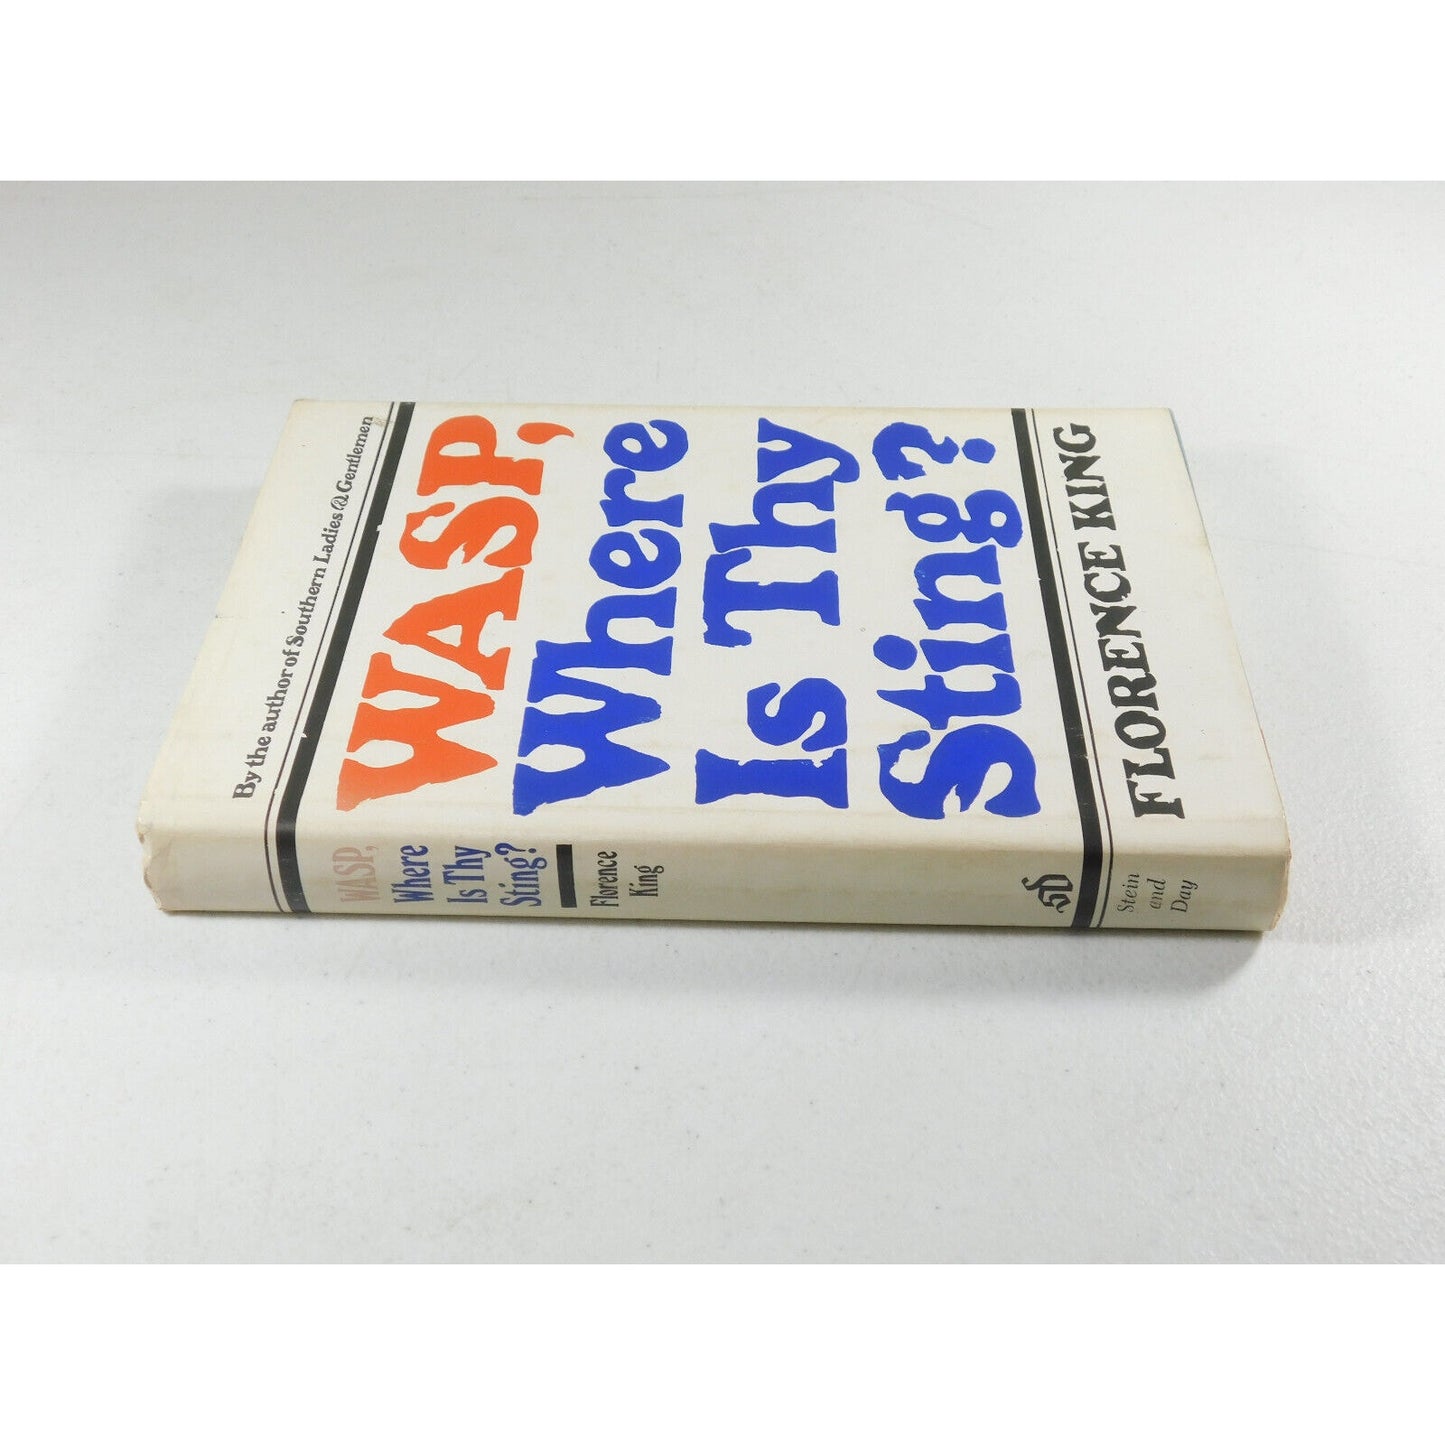 By the author of Southern Ladies & Gentlemen
WASP,
Where
Is Thy
Sting?
FLORENCE KING
WASP,
Where
Is Thy
Sting?
Florence
King
SD
Stein
and
Day